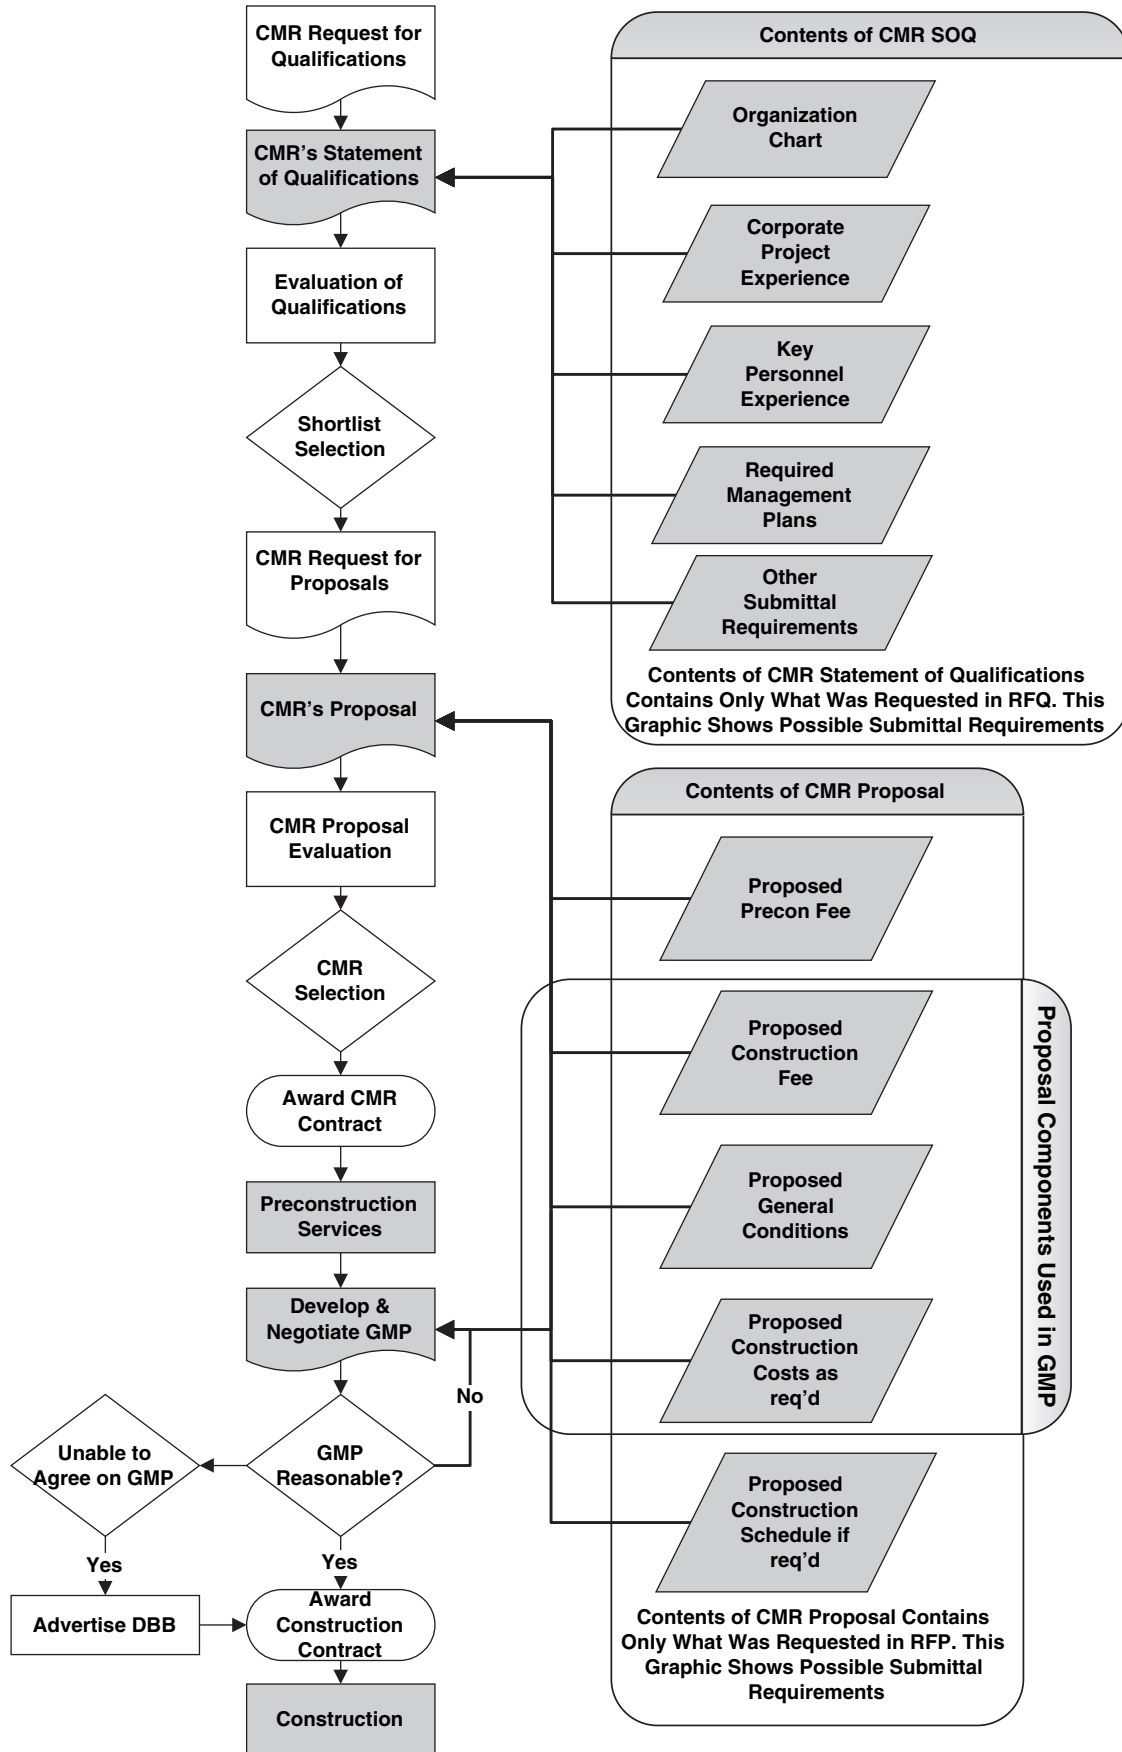 CMR Request for
Qualifications
CMR's Statement
of Qualifications
Evaluation of
Qualifications
Shortlist
Selection
CMR Request for
Proposals
CMR's Proposal
CMR Proposal
Evaluation
CMR
Selection
Award CMR
Contract
Preconstruction
Services
Develop &
Negotiate GMP
No
GMP
Reasonable?
Unable to
Agree on GMP
Yes
Yes
Advertise DBB
Award
Construction
Contract
Construction
Contents of CMR SOQ
Organization
Chart
Corporate
Project
Experience
Key
Personnel
Experience
Required
Management
Plans
Other
Submittal
Requirements
Contents of CMR Statement of Qualifications
Contains Only What Was Requested in RFQ. This
Graphic Shows Possible Submittal Requirements
Contents of CMR Proposal
Proposed
Precon Fee
Proposed
Construction
Fee
Proposed
General
Conditions
Proposed
Construction
Costs as
req'd
Proposal Components Used in GMP
Proposed
Construction
Schedule if
req'd
Contents of CMR Proposal Contains
Only What Was Requested in RFP. This
Graphic Shows Possible Submittal
Requirements